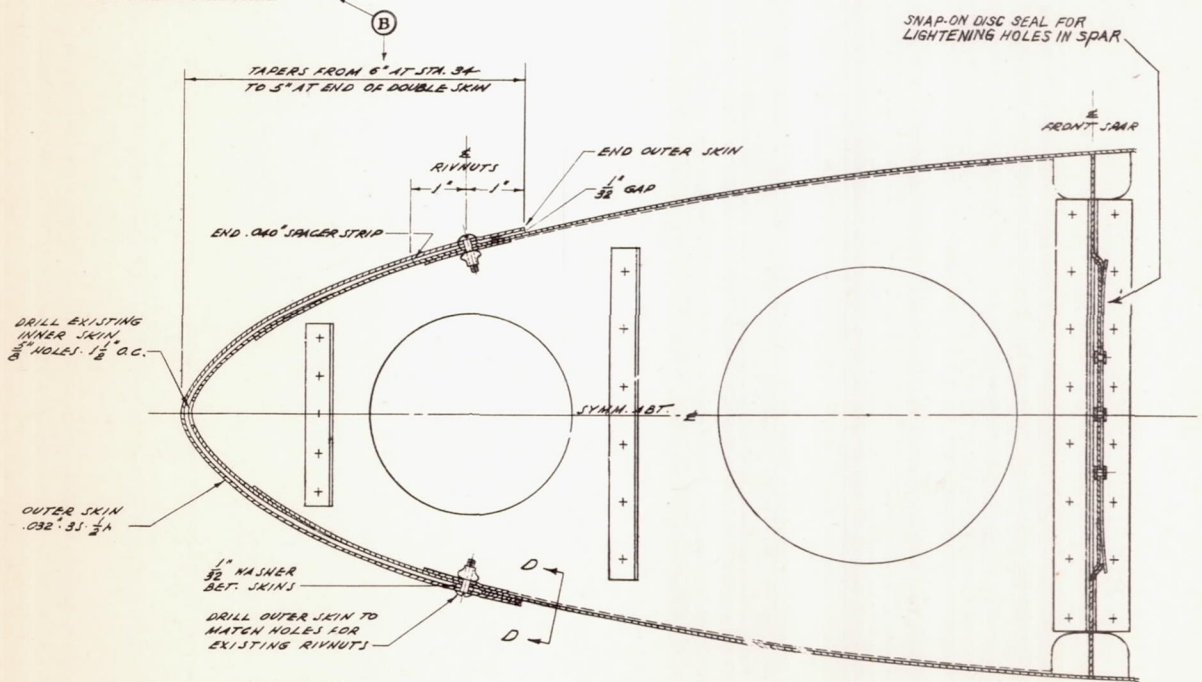 B
SNAP-ON DISC SEAL FOR
LIGHTENING HOLES IN SPAR
TAPERS FROM 6" AT STA. 34
TO 5" AT END OF DOUBLE SKIN
℄
FRONT SPAR
℄
RIVNUTS
1" 1"
END OUTER SKIN
1/32" GAP
END .040" SPACER STRIP
DRILL EXISTING
INNER SKIN
HOLES. 1 1/2" O.C.
SYMM. ABT. ℄
OUTER SKIN
.032" 3S 1/2 h
1/32" WASHER
BET. SKINS
D
DRILL OUTER SKIN TO
MATCH HOLES FOR
EXISTING RIVNUTS
D